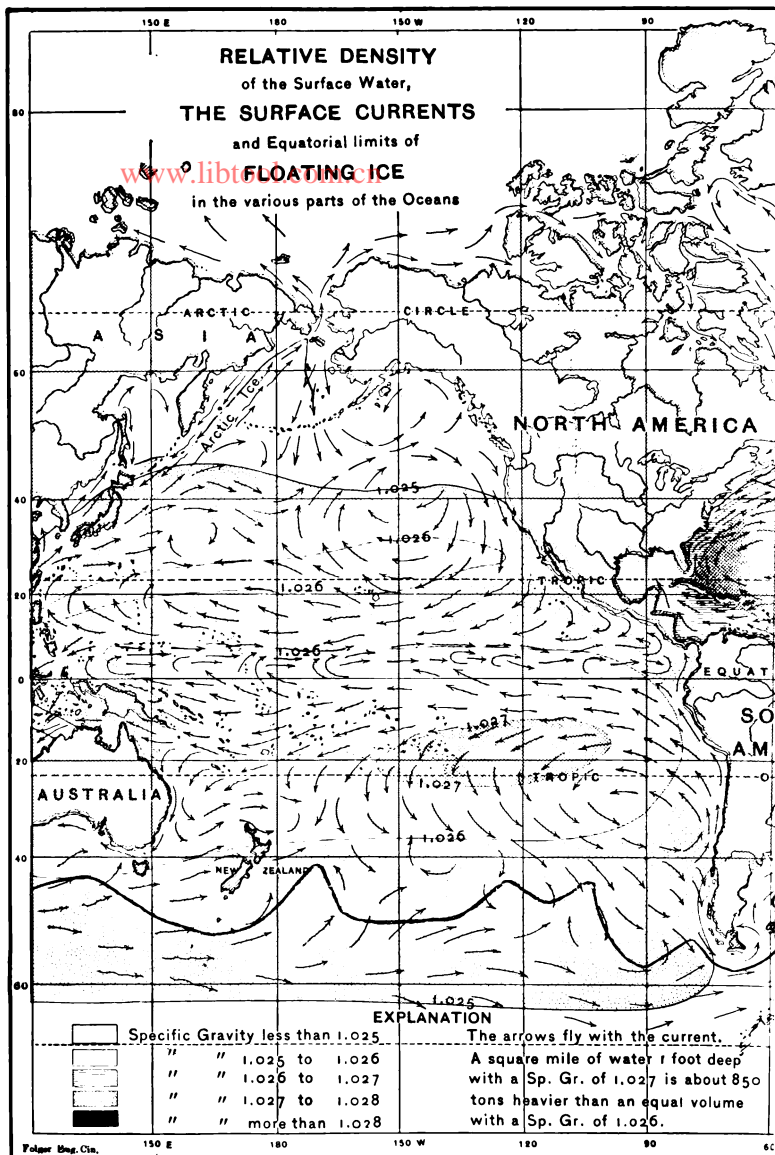 150 E 180 150 W 120 90
RELATIVE DENSITY
of the Surface Water,
THE SURFACE CURRENTS
80
and Equatorial limits of
FLOATING ICE
www.libtool.com.cn
in the various parts of the Oceans
ARCTIC CIRCLE
ASIA
60
Arctic Ice
NORTH AMERICA
1.025
40
1.026
TROPIC
1.026
20
1.026
EQUAT
0
SO
1.027
AM
20
1.027
TROPIC
AUSTRALIA
1.026
40
NEW ZEALAND
60
1.025
EXPLANATION
Specific Gravity less than 1.025
" " 1.025 to 1.026
" " 1.026 to 1.027
" " 1.027 to 1.028
" " more than 1.028
The arrows fly with the current.
A square mile of water 1 foot deep
with a Sp. Gr. of 1.027 is about 850
tons heavier than an equal volume
with a Sp. Gr. of 1.026.
150 E 180 150 W 120 90 60
Folger Eng. Cin.